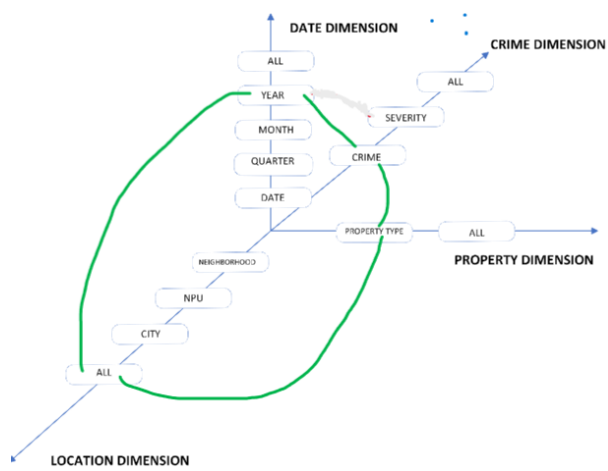 DATE DIMENSION
CRIME DIMENSION
ALL
ALL
YEAR
SEVERITY
MONTH
CRIME
QUARTER
DATE
PROPERTY TYPE
ALL
PROPERTY DIMENSION
NEIGHBORHOOD
NPU
CITY
ALL
LOCATION DIMENSION